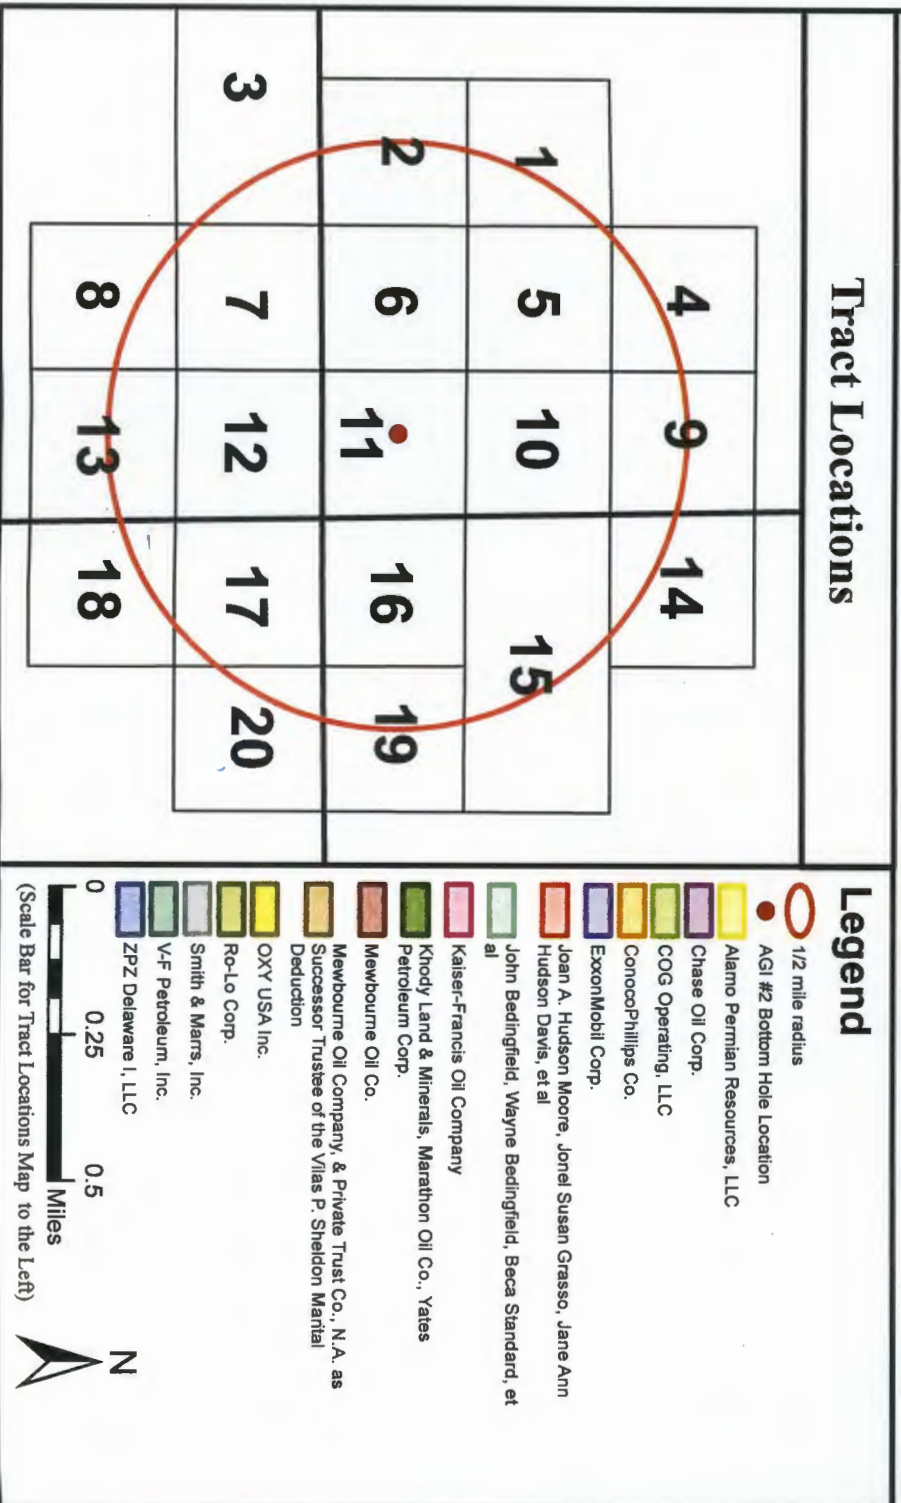 Tract Locations
4 9 14
1 5 10 15
2 6 11 16 19
3 7 12 17 20
8 13 18
Legend
1/2 mile radius
AGI #2 Bottom Hole Location
Alamo Permian Resources, LLC
Chase Oil Corp.
COG Operating, LLC
ConocoPhillips Co.
ExxonMobil Corp.
Joan A. Hudson Moore, Jonel Susan Grasso, Jane Ann
Hudson Davis, et al
John Bedingfield, Wayne Bedingfield, Beca Standard, et
al
Kaiser-Francis Oil Company
Khody Land & Minerals, Marathon Oil Co., Yates
Petroleum Corp.
Mewbourne Oil Co.
Mewbourne Oil Company, & Private Trust Co., N.A. as
Successor Trustee of the Vilas P. Sheldon Marital
Deduction
OXY USA Inc.
Ro-Lo Corp.
Smith & Marrs, Inc.
V-F Petroleum, Inc.
ZPZ Delaware I, LLC
0 0.25 0.5
Miles
(Scale Bar for Tract Locations Map to the Left)
N